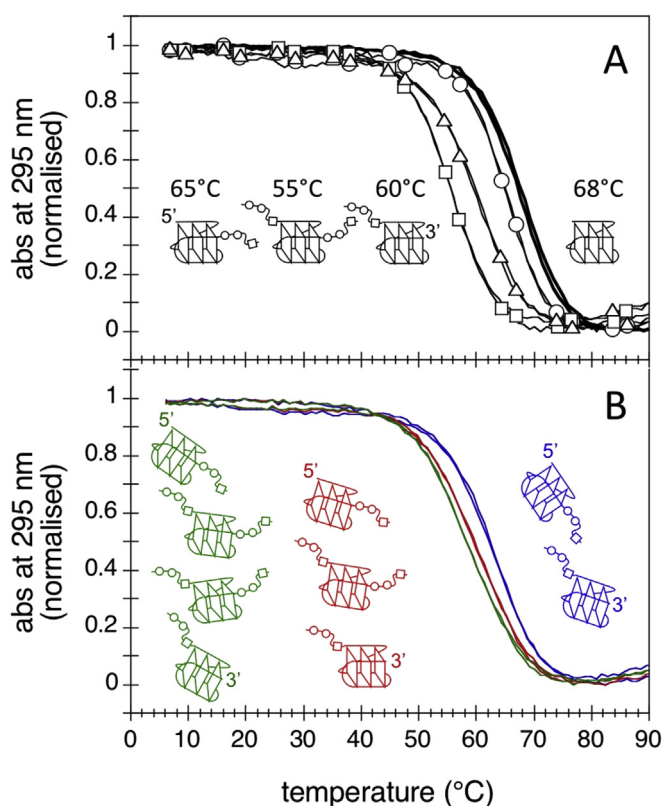 A
abs at 295 nm
(normalised)
1
0.8
0.6
0.4
0.2
0
65°C 55°C 60°C 68°C
5' 3'
B
abs at 295 nm
(normalised)
1
0.8
0.6
0.4
0.2
0
5' 5' 5'
3' 3' 3'
0 10 20 30 40 50 60 70 80 90
temperature (°C)